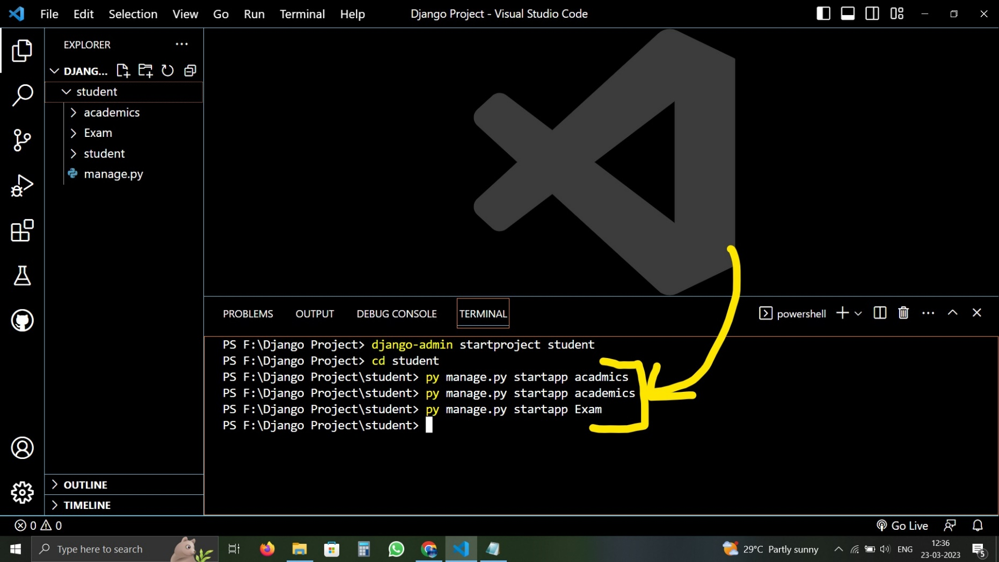 File Edit Selection View Go Run Terminal Help
Django Project - Visual Studio Code
EXPLORER
DJANG...
student
academics
Exam
student
manage.py
OUTLINE
TIMELINE
PROBLEMS OUTPUT DEBUG CONSOLE TERMINAL
powershell
PS F:\Django Project> django-admin startproject student
PS F:\Django Project> cd student
PS F:\Django Project\student> py manage.py startapp acadmics
PS F:\Django Project\student> py manage.py startapp academics
PS F:\Django Project\student> py manage.py startapp Exam
PS F:\Django Project\student>
0 0
Go Live
Type here to search
29°C Partly sunny
ENG
12:36
23-03-2023
5